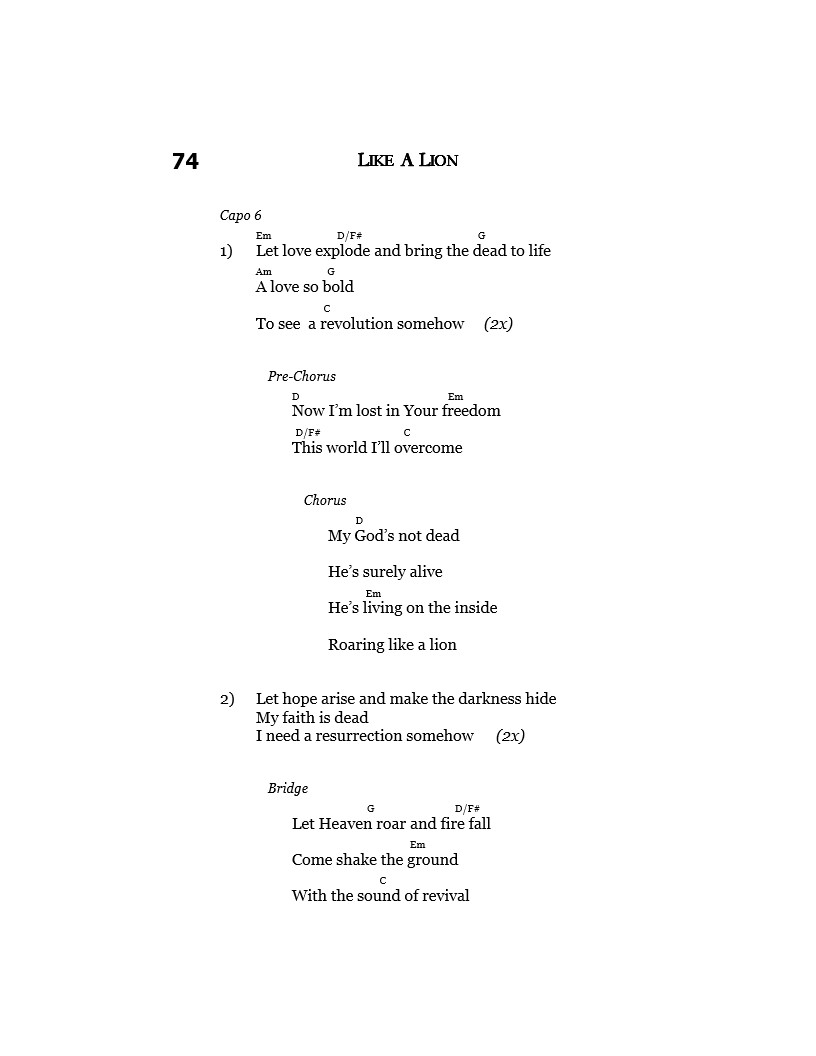 74 LIKE A LION
Capo 6
Em D/F# G
1) Let love explode and bring the dead to life
Am G
A love so bold
C
To see a revolution somehow (2x)
Pre-Chorus
D Em
Now I'm lost in Your freedom
D/F# C
This world I'll overcome
Chorus
D
My God's not dead
He's surely alive
Em
He's living on the inside
Roaring like a lion
2) Let hope arise and make the darkness hide
My faith is dead
I need a resurrection somehow (2x)
Bridge
G D/F#
Let Heaven roar and fire fall
Em
Come shake the ground
C
With the sound of revival